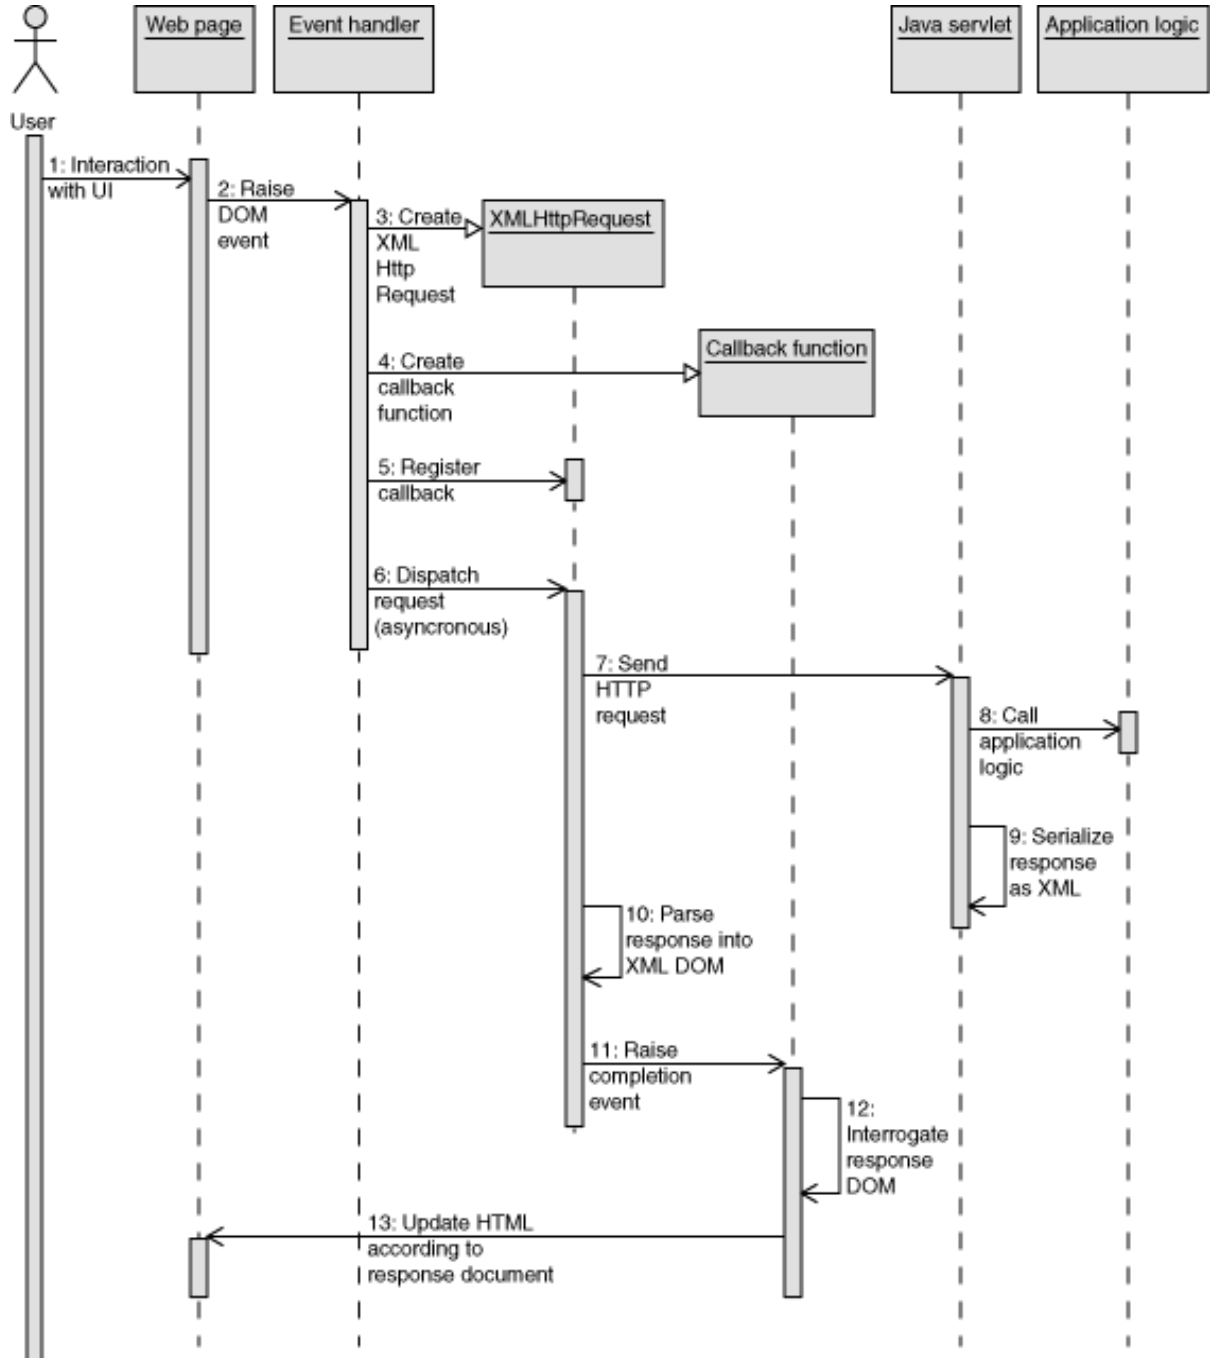 Web page
Event handler
Java servlet
Application logic
User
1: Interaction
with UI
2: Raise
DOM
event
3: Create
XML
Http
Request
XMLHttpRequest
4: Create
callback
function
Callback function
5: Register
callback
6: Dispatch
request
(asyncronous)
7: Send
HTTP
request
8: Call
application
logic
9: Serialize
response
as XML
10: Parse
response into
XML DOM
11: Raise
completion
event
12:
Interrogate
response
DOM
13: Update HTML
according to
response document